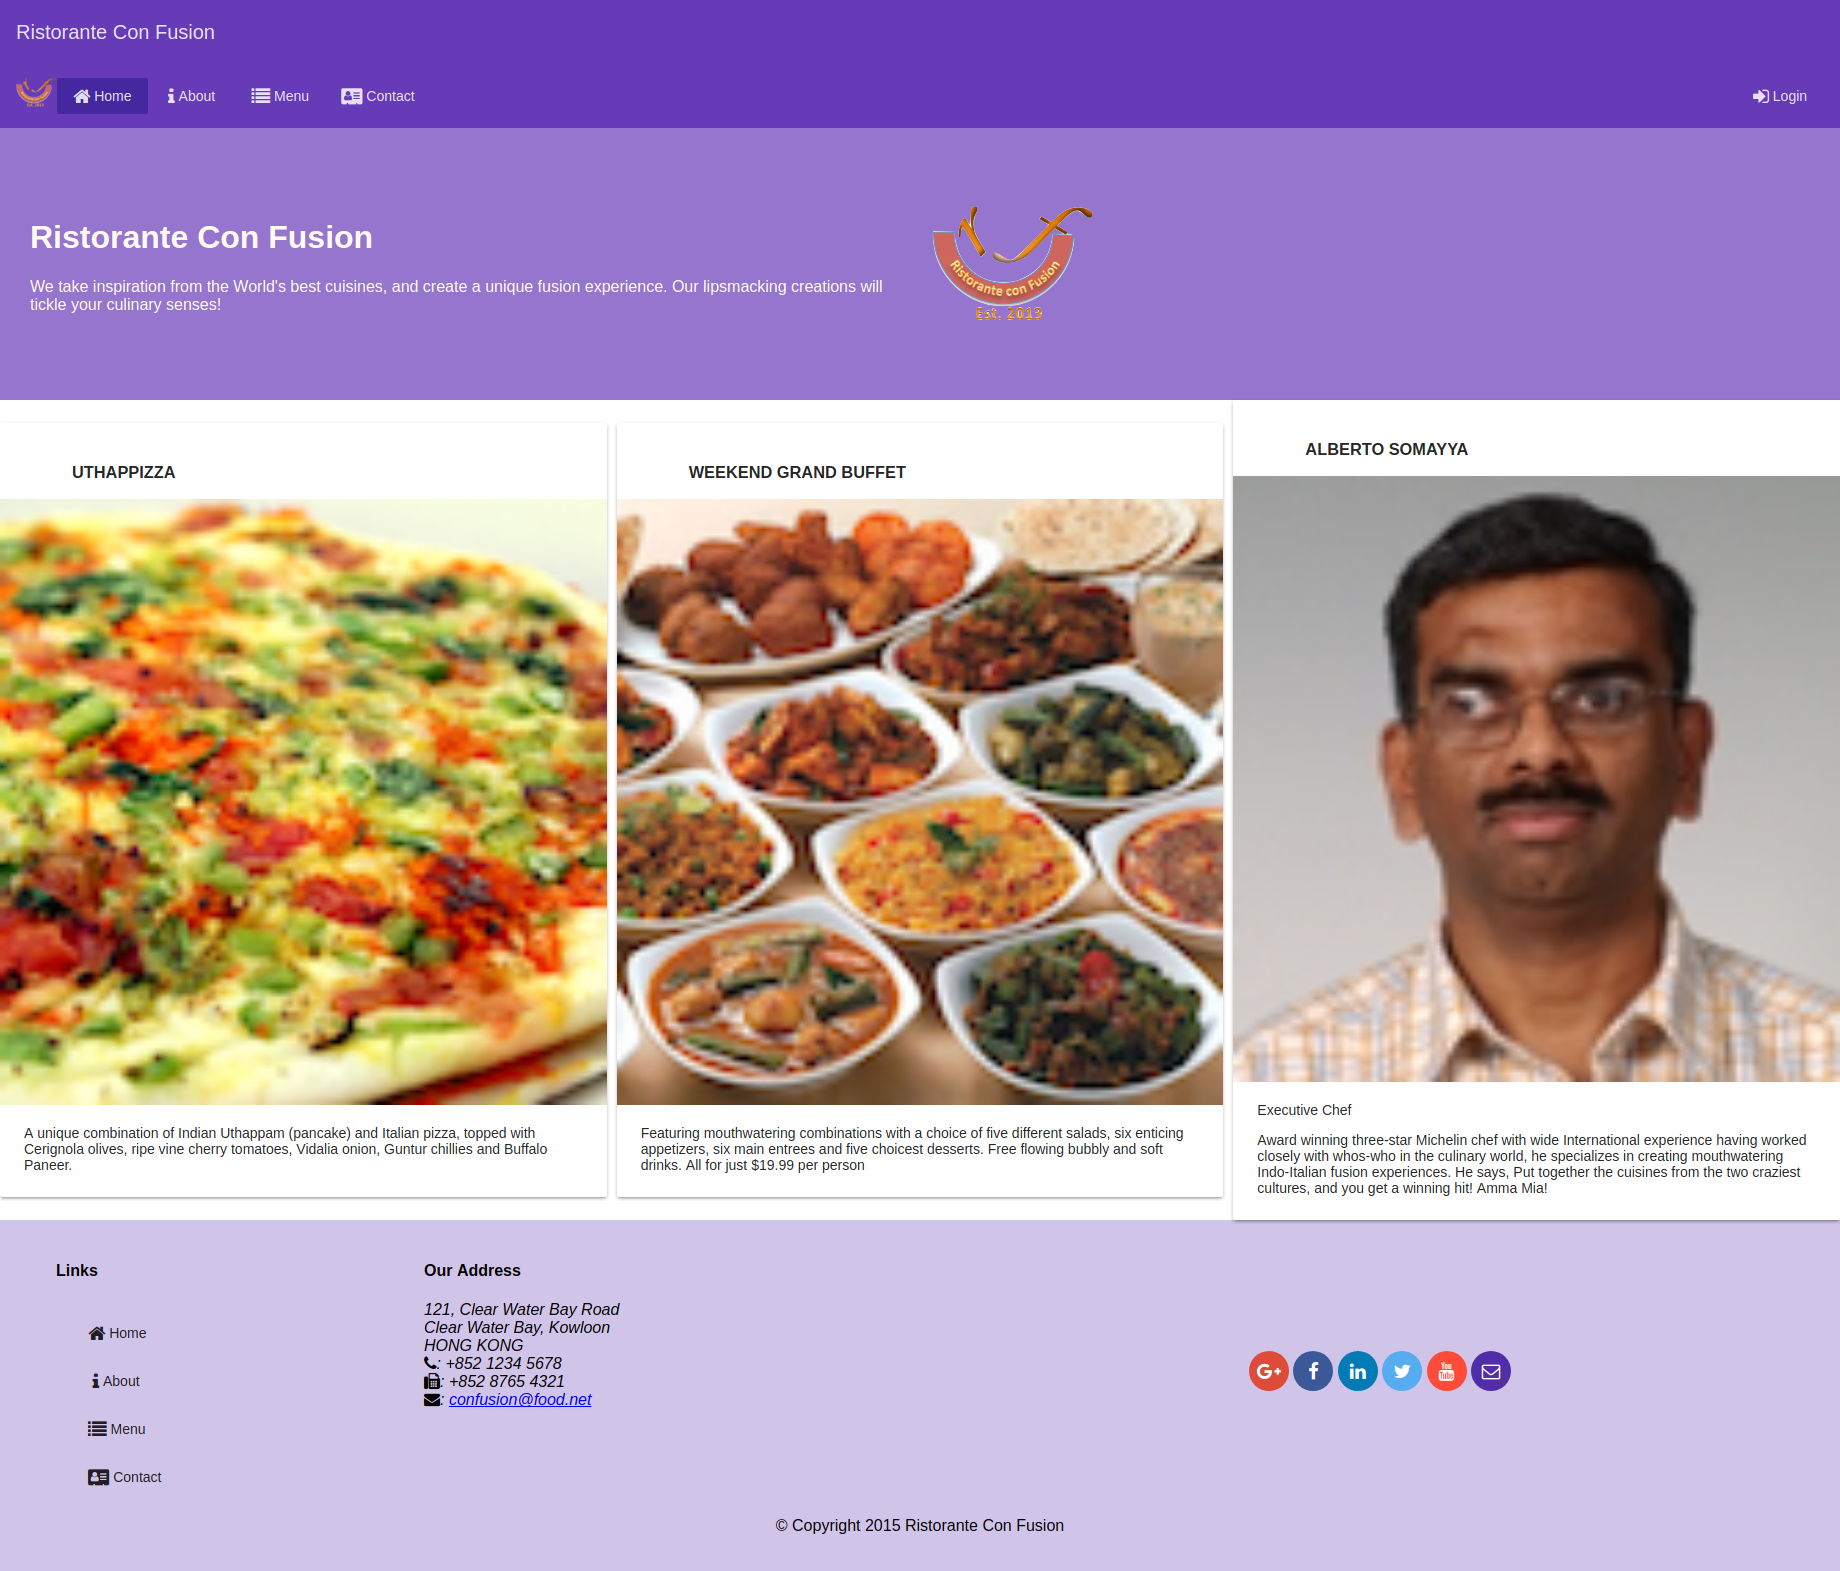 Ristorante Con Fusion
Home
About
Menu
Contact
Login
Ristorante Con Fusion
We take inspiration from the World's best cuisines, and create a unique fusion experience. Our lipsmacking creations will
tickle your culinary senses!
Ristorante con Fusion
Est. 2013
UTHAPPIZZA
A unique combination of Indian Uthappam (pancake) and Italian pizza, topped with
Cerignola olives, ripe vine cherry tomatoes, Vidalia onion, Guntur chillies and Buffalo
Paneer.
WEEKEND GRAND BUFFET
Featuring mouthwatering combinations with a choice of five different salads, six enticing
appetizers, six main entrees and five choicest desserts. Free flowing bubbly and soft
drinks. All for just $19.99 per person
ALBERTO SOMAYYA
Executive Chef
Award winning three-star Michelin chef with wide International experience having worked
closely with whos-who in the culinary world, he specializes in creating mouthwatering
Indo-Italian fusion experiences. He says, Put together the cuisines from the two craziest
cultures, and you get a winning hit! Amma Mia!
Links
Home
About
Menu
Contact
Our Address
121, Clear Water Bay Road
Clear Water Bay, Kowloon
HONG KONG
: +852 1234 5678
: +852 8765 4321
: confusion@food.net
G+
f
in
You Tube
© Copyright 2015 Ristorante Con Fusion